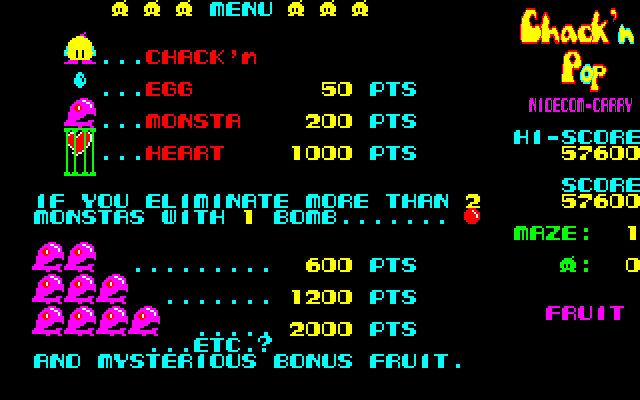 MENU
Chack'n
Pop
...CHACK'n
...EGG 50 PTS
NIDECOM-CARRY
...MONSTA 200 PTS
HI-SCORE
57600
...HEART 1000 PTS
SCORE
57600
IF YOU ELIMINATE MORE THAN 2
MONSTAS WITH 1 BOMB.......
MAZE: 1
......... 600 PTS
: 0
....... 1200 PTS
FRUIT
.... 2000 PTS
...ETC.?
AND MYSTERIOUS BONUS FRUIT.